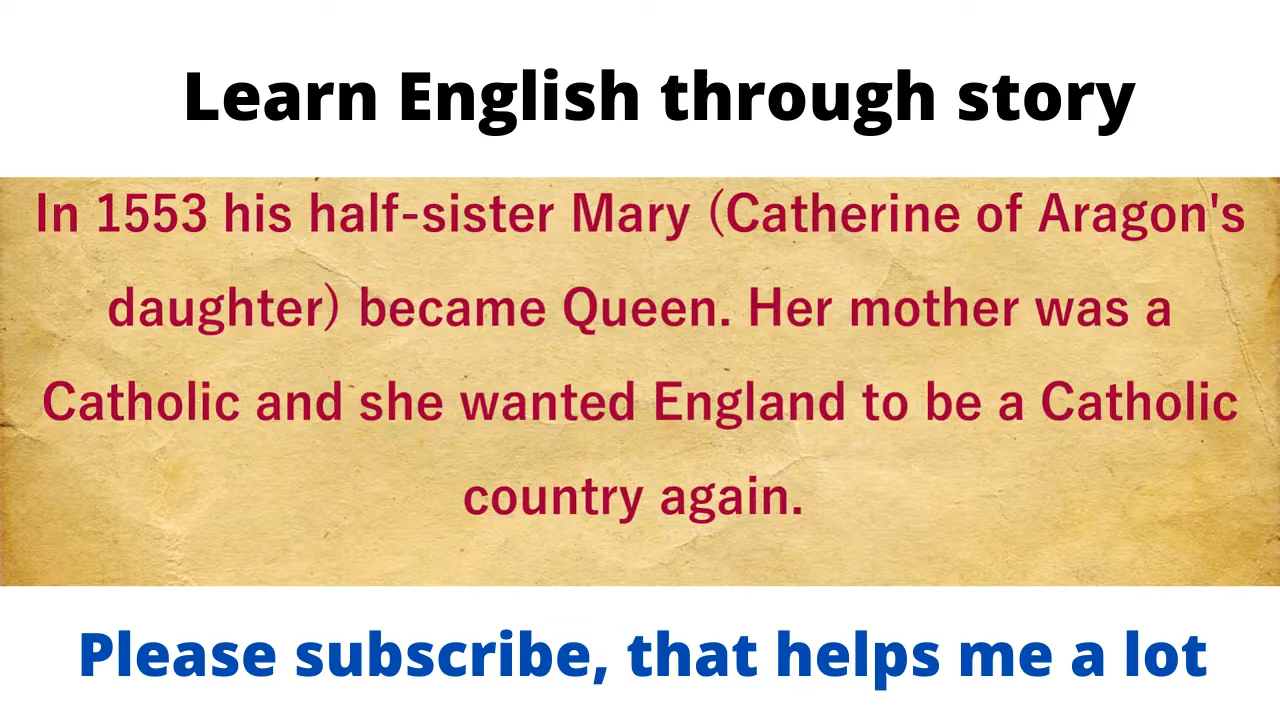 Learn English through story
In 1553 his half-sister Mary (Catherine of Aragon's
daughter) became Queen. Her mother was a
Catholic and she wanted England to be a Catholic
country again.
Please subscribe, that helps me a lot